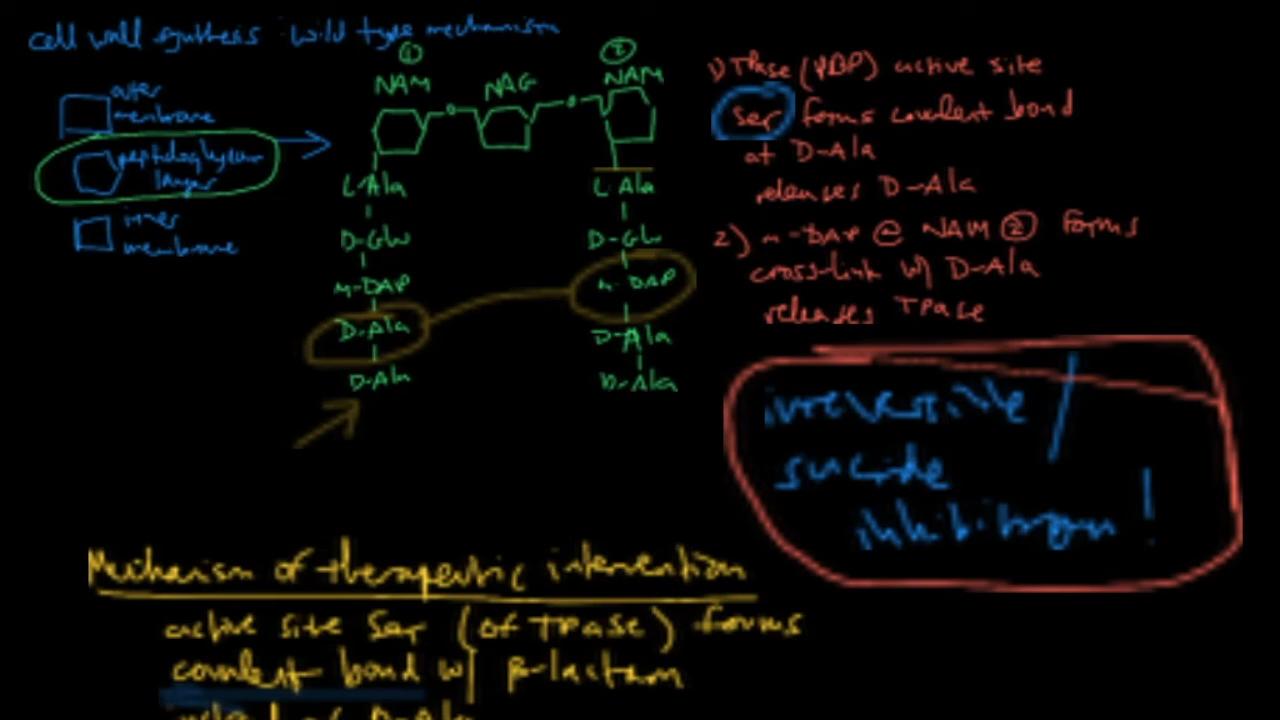 cell wall synthesis wild type mechanism
outer
membrane
peptidoglycan
layer
inner
membrane
① ②
NAM NAG NAM
o o
L-Ala L-Ala
D-Glu D-Glu
m-DAP m-DAP
D-Ala D-Ala
D-Ala D-Ala
1) TPase (PBP) active site
Ser forms covalent bond
at D-Ala
releases D-Ala
2) m-DAP @ NAM ② forms
cross-link w/ D-Ala
releases TPase
irreversible /
suicide
!
Mechanism of therapeutic intervention
active site Ser (of TPase) forms
covalent bond w/ β-lactam
D-Ala